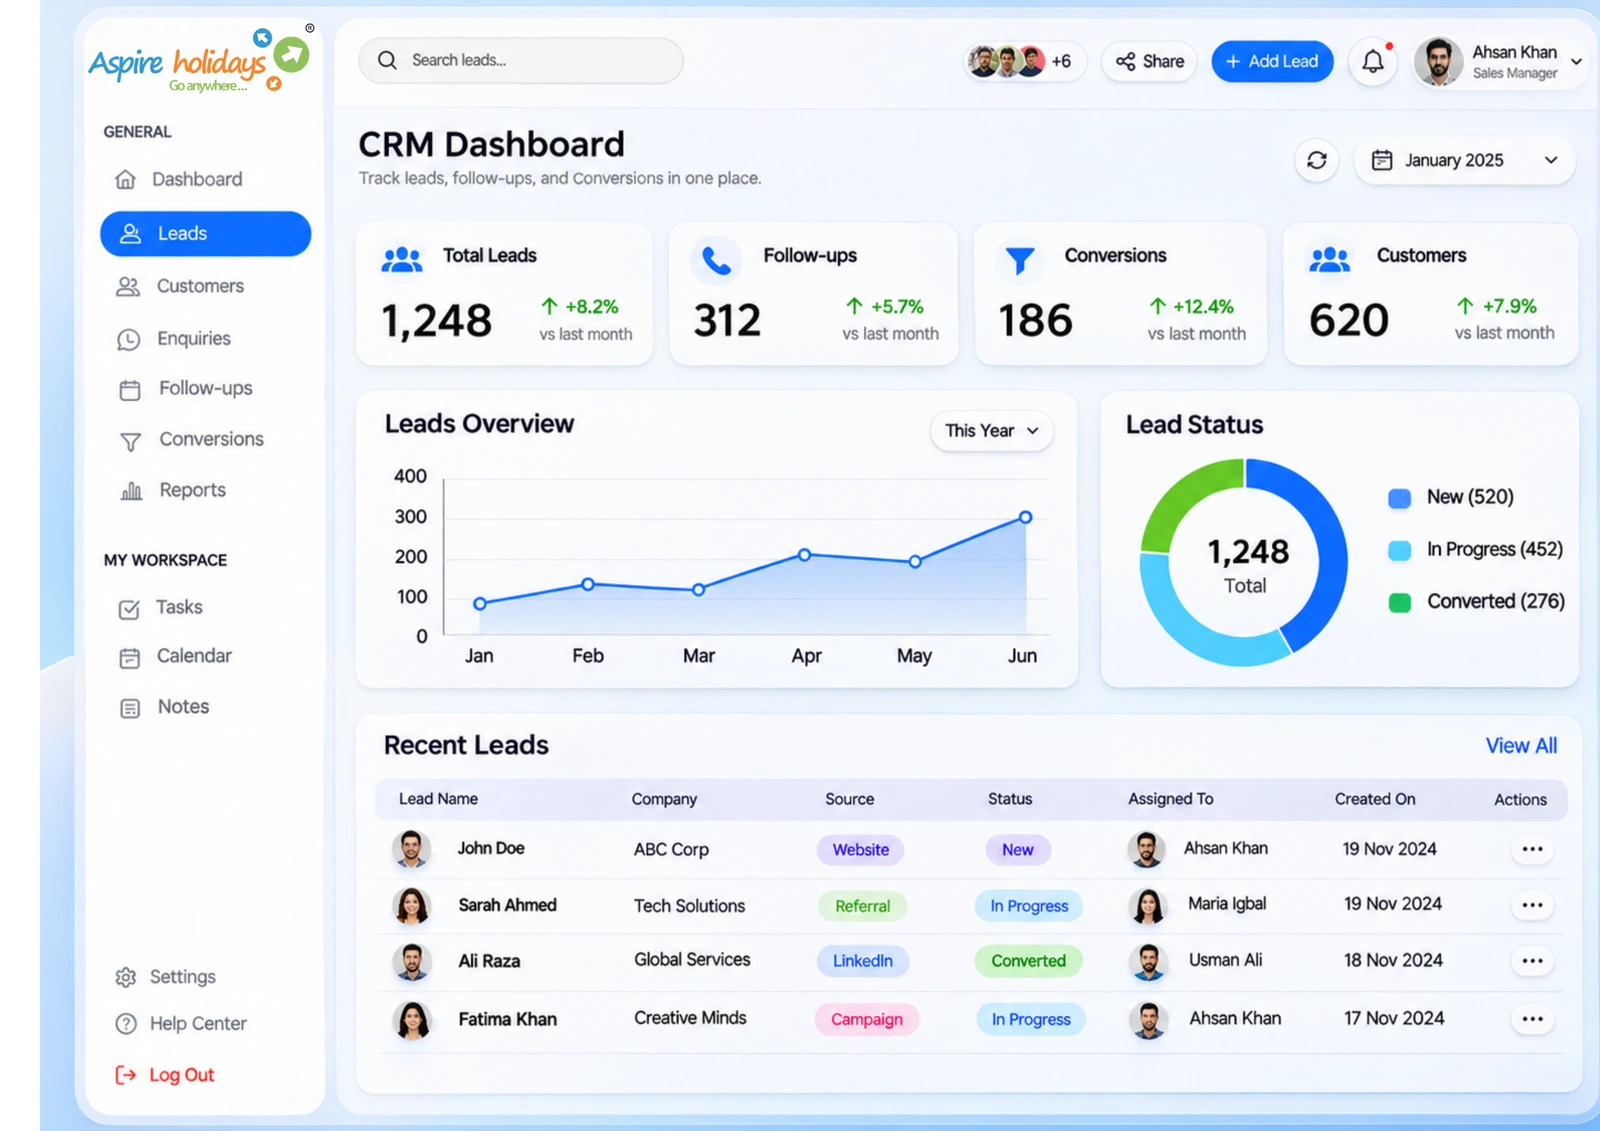 Aspire holidays ®
Go anywhere...
GENERAL
Dashboard
Leads
Customers
Enquiries
Follow-ups
Conversions
Reports
MY WORKSPACE
Tasks
Calendar
Notes
Settings
Help Center
Log Out
Search leads...
+6
Share
+ Add Lead
Ahsan Khan
Sales Manager
CRM Dashboard
Track leads, follow-ups, and Conversions in one place.
January 2025
Total Leads
1,248
+8.2%
vs last month
Follow-ups
312
+5.7%
vs last month
Conversions
186
+12.4%
vs last month
Customers
620
+7.9%
vs last month
Leads Overview
This Year
400
300
200
100
0
Jan Feb Mar Apr May Jun
Lead Status
1,248
Total
New (520)
In Progress (452)
Converted (276)
Recent Leads
View All
Lead Name Company Source Status Assigned To Created On Actions
John Doe ABC Corp Website New Ahsan Khan 19 Nov 2024
Sarah Ahmed Tech Solutions Referral In Progress Maria Igbal 19 Nov 2024
Ali Raza Global Services LinkedIn Converted Usman Ali 18 Nov 2024
Fatima Khan Creative Minds Campaign In Progress Ahsan Khan 17 Nov 2024